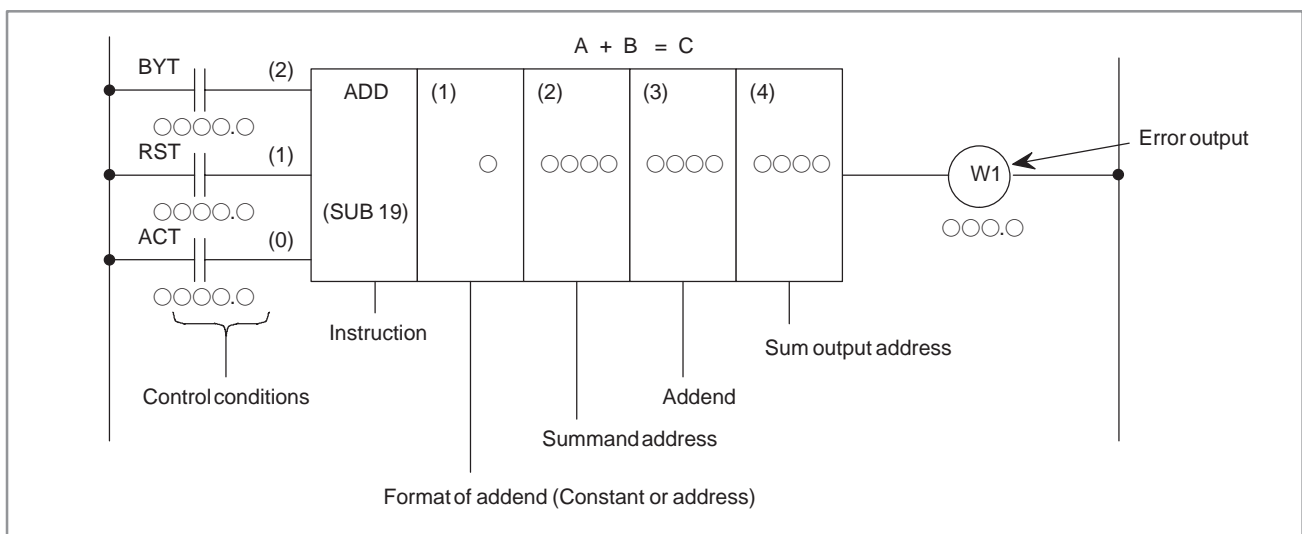 A + B = C
BYT (2) ADD (1) (2) (3) (4)
○○○○.○
Error output
RST (1) ○ ○○○○ ○○○○ ○○○○ W1
○○○○.○ (SUB 19) ○○○.○
ACT (0)
○○○○.○
Instruction
Sum output address
Control conditions
Addend
Summand address
Format of addend (Constant or address)